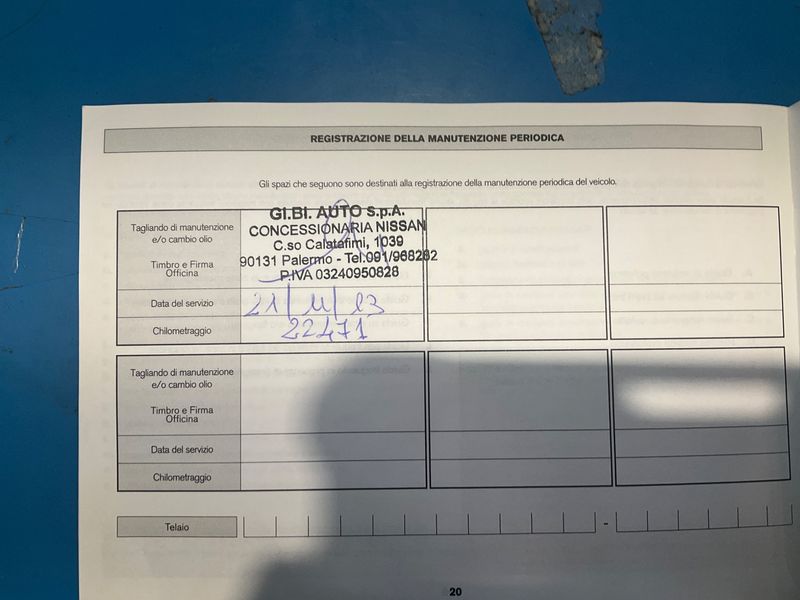 REGISTRAZIONE DELLA MANUTENZIONE PERIODICA
Gli spazi che seguono sono destinati alla registrazione della manutenzione periodica del veicolo.
Tagliando di manutenzione
e/o cambio olio
Timbro e Firma
Officina
GI.BI. AUTO S.p.A.
CONCESSIONARIA NISSAN
C.so Calatafimi, 1039
90131 Palermo - Tel.091/968282
P.IVA 03240950828
Data del servizio
Chilometraggio
22471
Tagliando di manutenzione
e/o cambio olio
Timbro e Firma
Officina
Data del servizio
Chilometraggio
Telaio
-
20